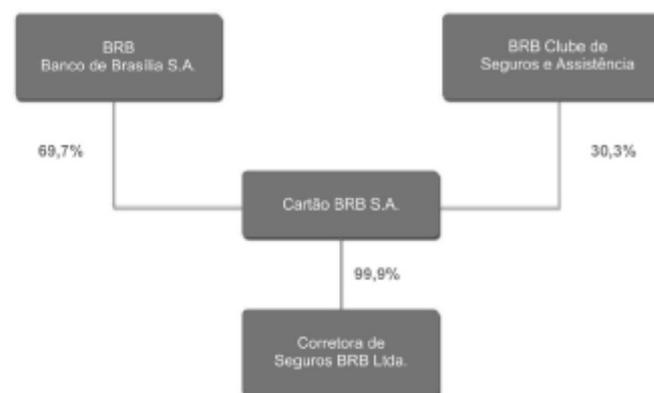 BRB
Banco de Brasília S.A.
BRB Clube de
Seguros e Assistência
69,7%
30,3%
Cartão BRB S.A.
99,9%
Corretora de
Seguros BRB Ltda.